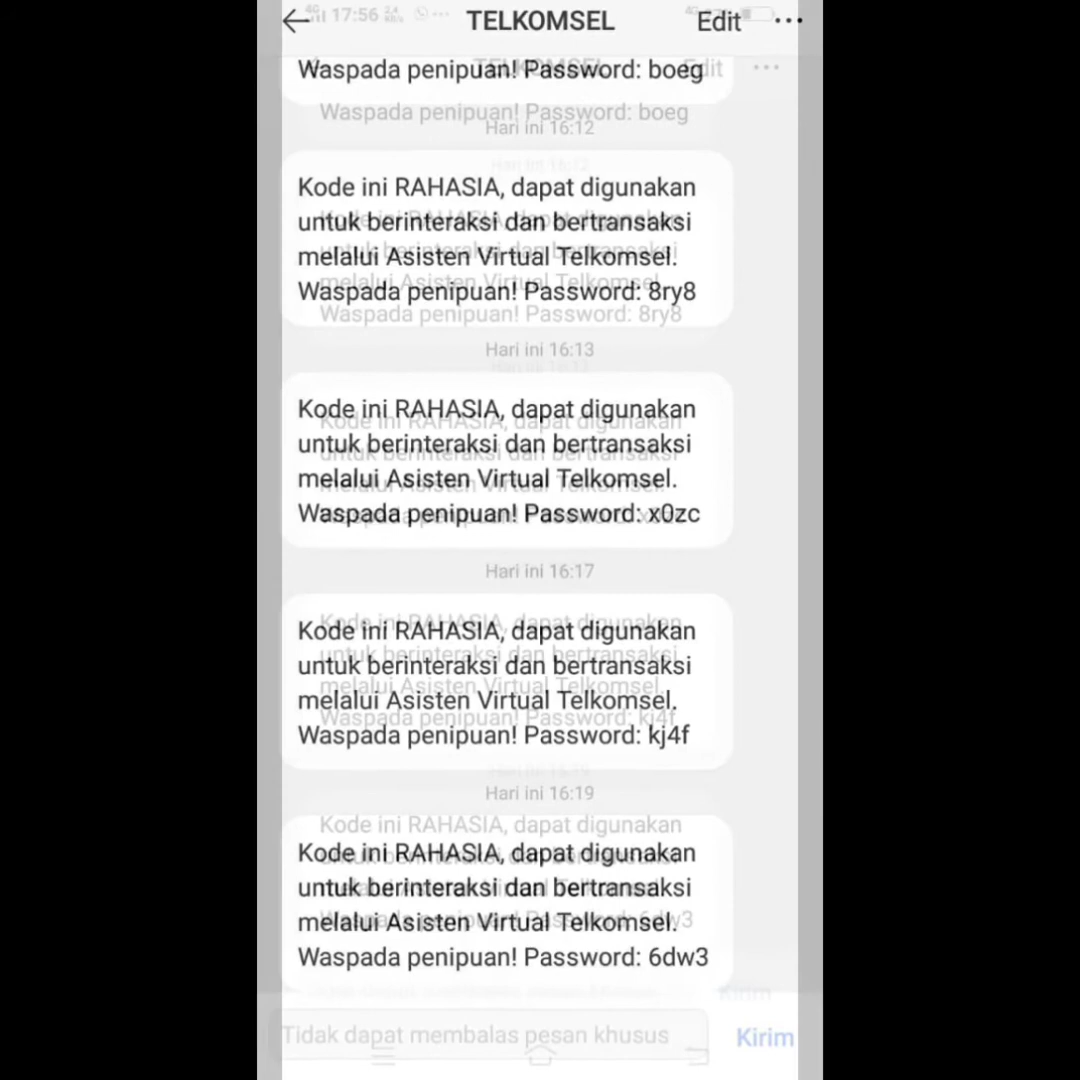 17:56
TELKOMSEL
Edit
Waspada penipuan! Password: boeg
Hari ini 16:12
Kode ini RAHASIA, dapat digunakan
untuk berinteraksi dan bertransaksi
melalui Asisten Virtual Telkomsel.
Waspada penipuan! Password: 8ry8
Hari ini 16:13
Kode ini RAHASIA, dapat digunakan
untuk berinteraksi dan bertransaksi
melalui Asisten Virtual Telkomsel.
Waspada penipuan! Password: x0zc
Hari ini 16:17
Kode ini RAHASIA, dapat digunakan
untuk berinteraksi dan bertransaksi
melalui Asisten Virtual Telkomsel.
Waspada penipuan! Password: kj4f
Hari ini 16:19
Kode ini RAHASIA, dapat digunakan
untuk berinteraksi dan bertransaksi
melalui Asisten Virtual Telkomsel.
Waspada penipuan! Password: 6dw3
Tidak dapat membalas pesan khusus
Kirim